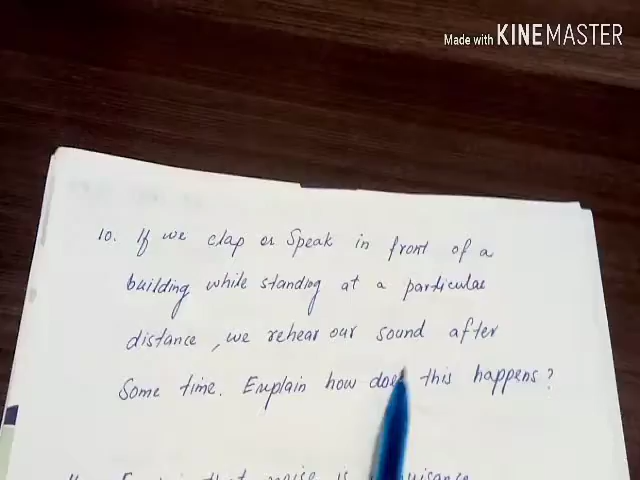 Made with KINEMASTER
10. If we clap or Speak in front of a
building while standing at a particular
distance, we rehear our sound after
Some time. Explain how does this happens?